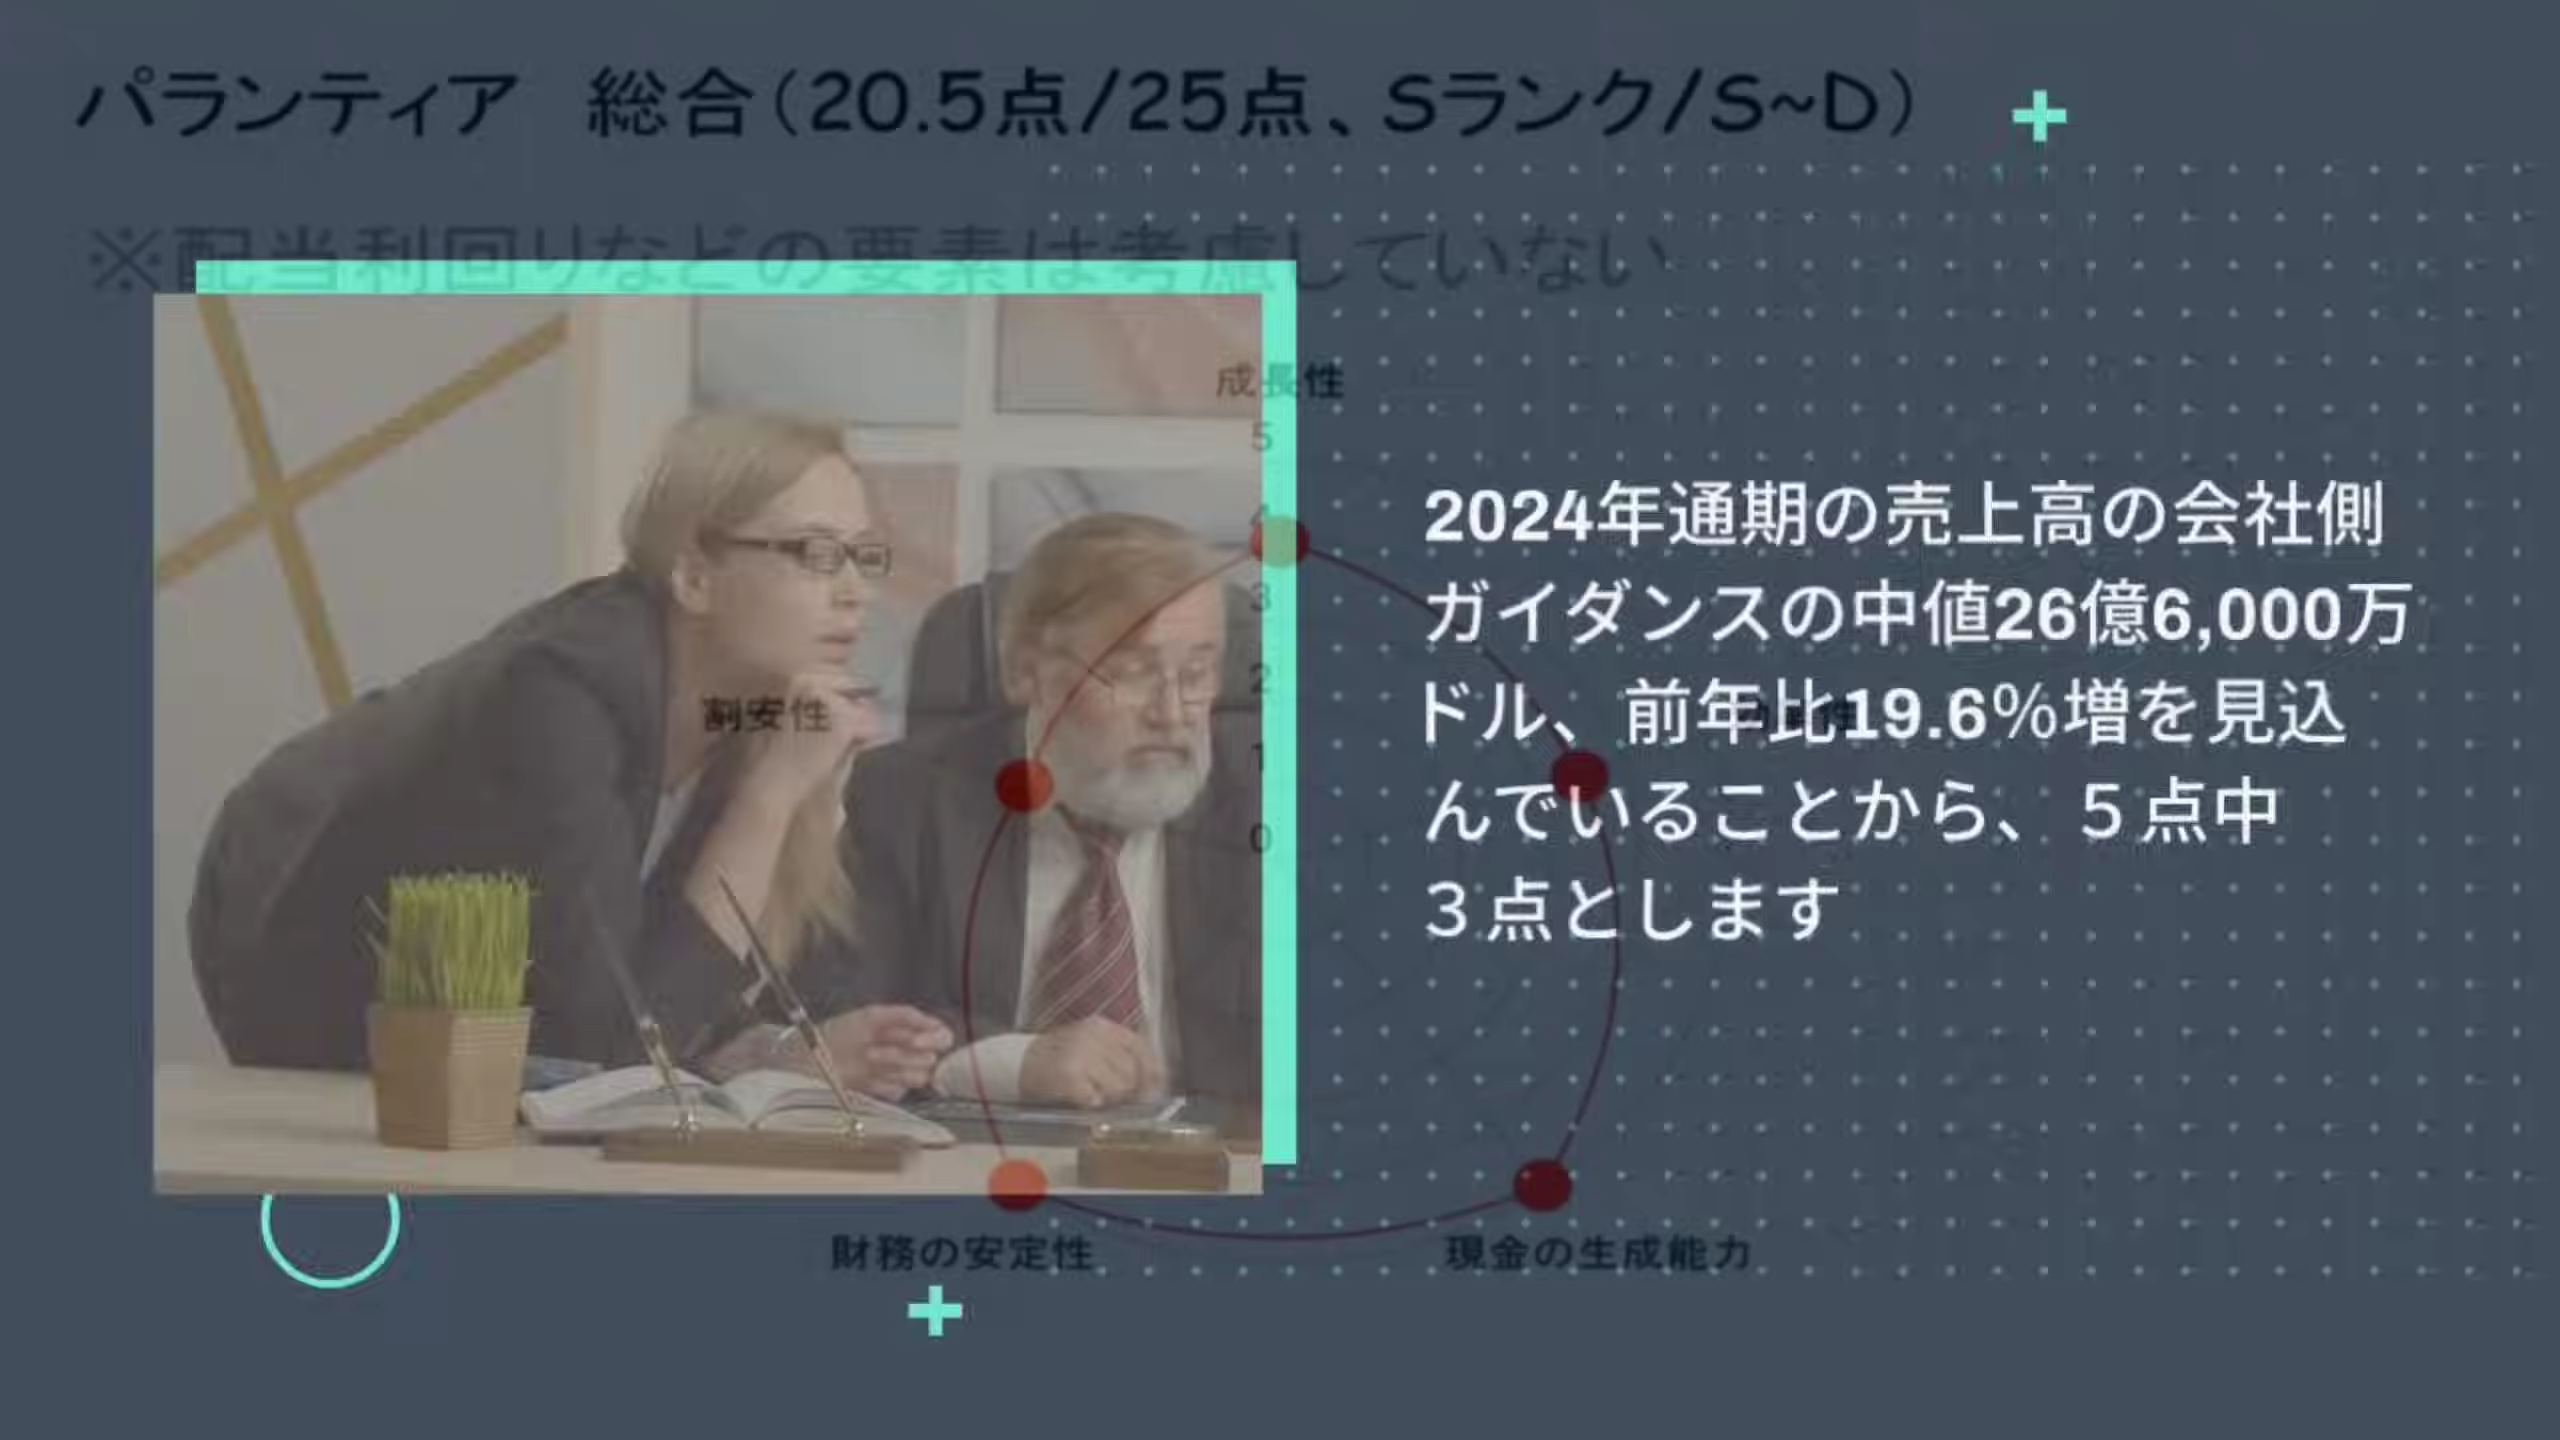 パランティア　総合（20.5点/25点、Sランク/S~D）
※配当利回りなどの要素は考慮していない
成長性
5
4
3
2
1
0
割安性
2024年通期の売上高の会社側
ガイダンスの中値26億6,000万
ドル、前年比19.6％増を見込
んでいることから、５点中
３点とします
財務の安定性
現金の生成能力